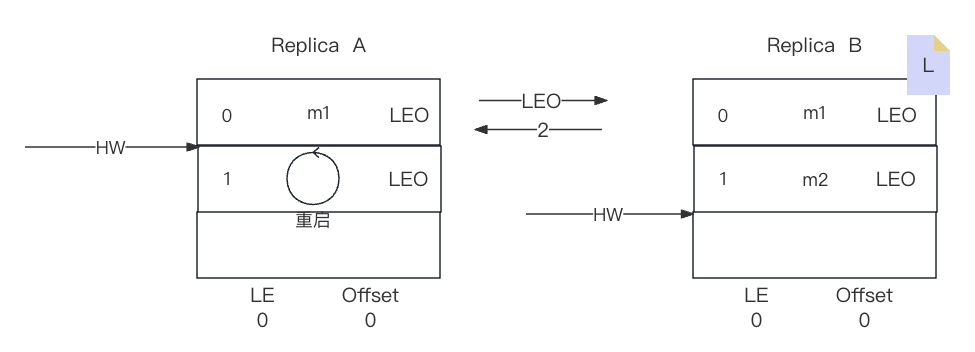 Replica A
0 m1 LEO
HW
1 LEO
重启
LE Offset
0 0
LEO
2
Replica B
L
0 m1 LEO
1 m2 LEO
HW
LE Offset
0 0